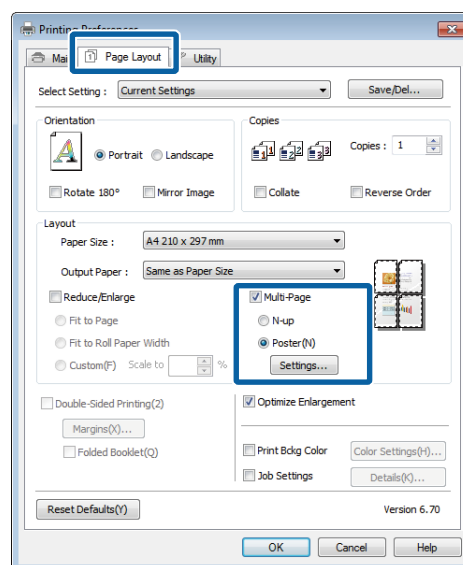 Printing Preferences
Main Page Layout Utility
Select Setting : Current Settings Save/Del...
Orientation Copies
Portrait Landscape Copies : 1
Rotate 180° Mirror Image Collate Reverse Order
Layout
Paper Size : A4 210 x 297 mm
Output Paper : Same as Paper Size
Reduce/Enlarge Multi-Page
Fit to Page N-up
Fit to Roll Paper Width Poster(N)
Custom(F) Scale to % Settings...
Double-Sided Printing(2) Optimize Enlargement
Margins(X)...
Folded Booklet(Q) Print Bckg Color Color Settings(H)...
Job Settings Details(K)...
Reset Defaults(Y) Version 6.70
OK Cancel Help